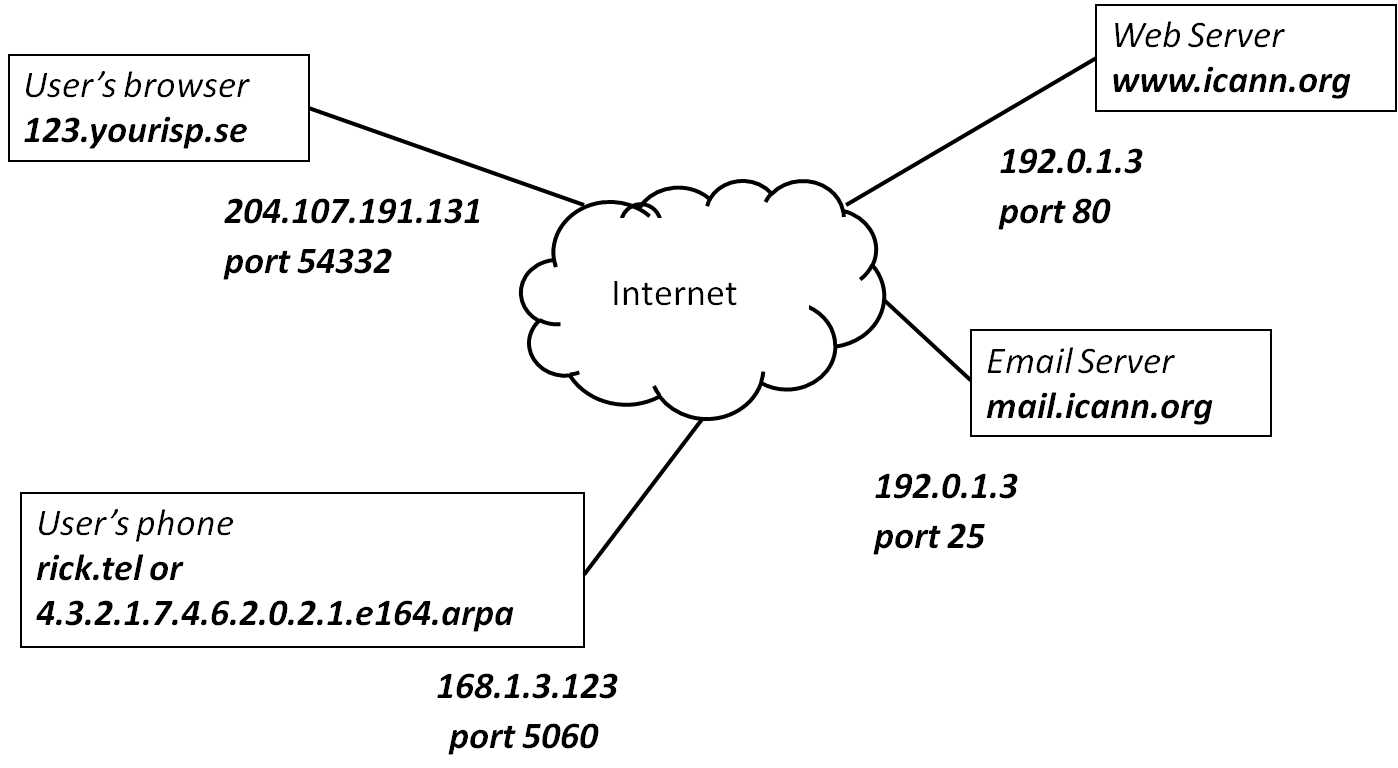 User's browser
123.yourisp.se
204.107.191.131
port 54332
Web Server
www.icann.org
192.0.1.3
port 80
Internet
Email Server
mail.icann.org
192.0.1.3
port 25
User's phone
rick.tel or
4.3.2.1.7.4.6.2.0.2.1.e164.arpa
168.1.3.123
port 5060